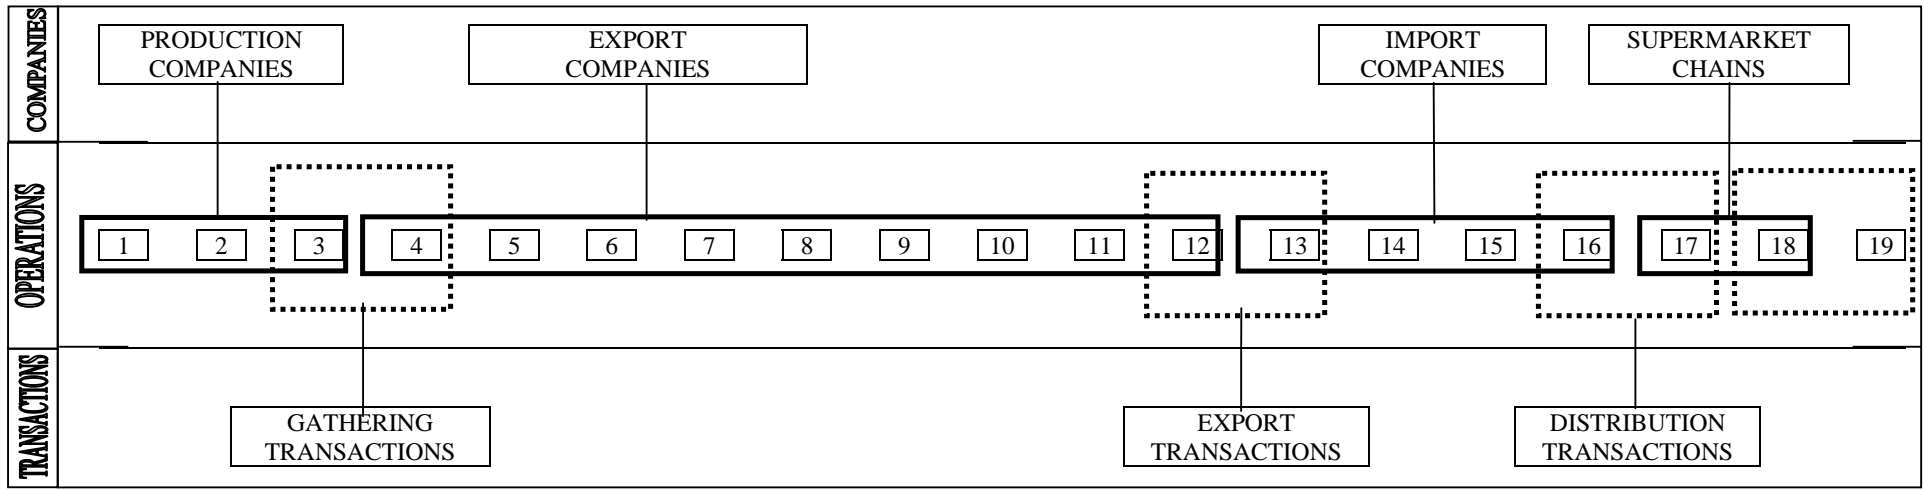 COMPANIES
PRODUCTION
COMPANIES
EXPORT
COMPANIES
IMPORT
COMPANIES
SUPERMARKET
CHAINS
OPERATIONS
1 2 3 4 5 6 7 8 9 10 11 12 13 14 15 16 17 18 19
TRANSACTIONS
GATHERING
TRANSACTIONS
EXPORT
TRANSACTIONS
DISTRIBUTION
TRANSACTIONS